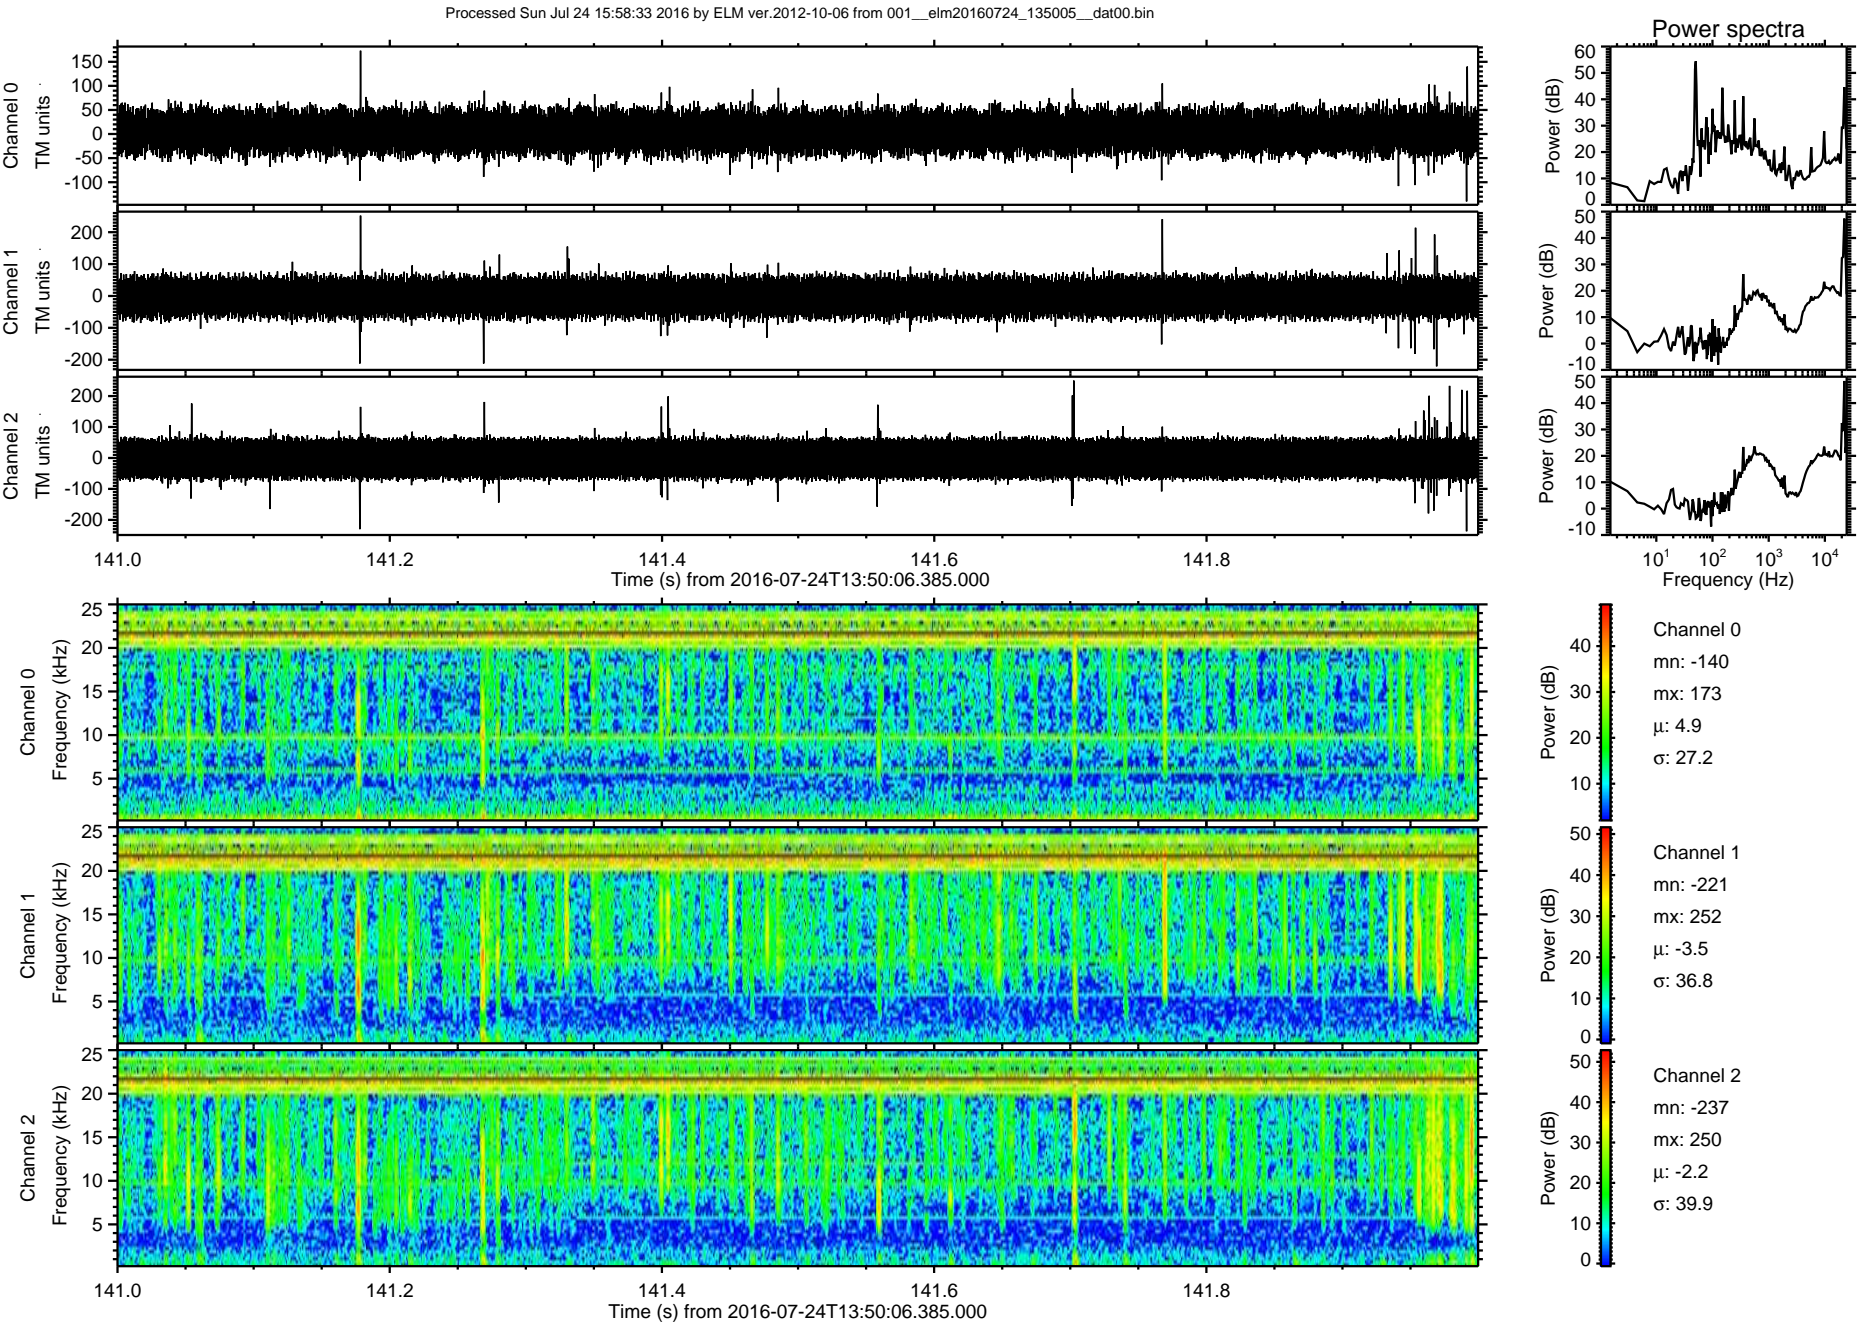 Processed Sun Jul 24 15:58:33 2016 by ELM ver.2012-10-06 from 001__elm20160724_135005__dat00.bin
Power spectra
Channel 0
TM units
150
100
50
0
-50
-100
Power (dB)
60
50
40
30
20
10
0
Channel 1
TM units
200
100
0
-100
-200
Power (dB)
50
40
30
20
10
0
-10
Channel 2
TM units
200
100
0
-100
-200
Power (dB)
50
40
30
20
10
0
-10
141.0 141.2 141.4 141.6 141.8
Time (s) from 2016-07-24T13:50:06.385.000
10^1 10^2 10^3 10^4
Frequency (Hz)
Channel 0
Frequency (kHz)
25
20
15
10
5
Power (dB)
40
30
20
10
Channel 0
mn: -140
mx: 173
μ: 4.9
σ: 27.2
Channel 1
Frequency (kHz)
25
20
15
10
5
Power (dB)
50
40
30
20
10
0
Channel 1
mn: -221
mx: 252
μ: -3.5
σ: 36.8
Channel 2
Frequency (kHz)
25
20
15
10
5
Power (dB)
50
40
30
20
10
0
Channel 2
mn: -237
mx: 250
μ: -2.2
σ: 39.9
141.0 141.2 141.4 141.6 141.8
Time (s) from 2016-07-24T13:50:06.385.000